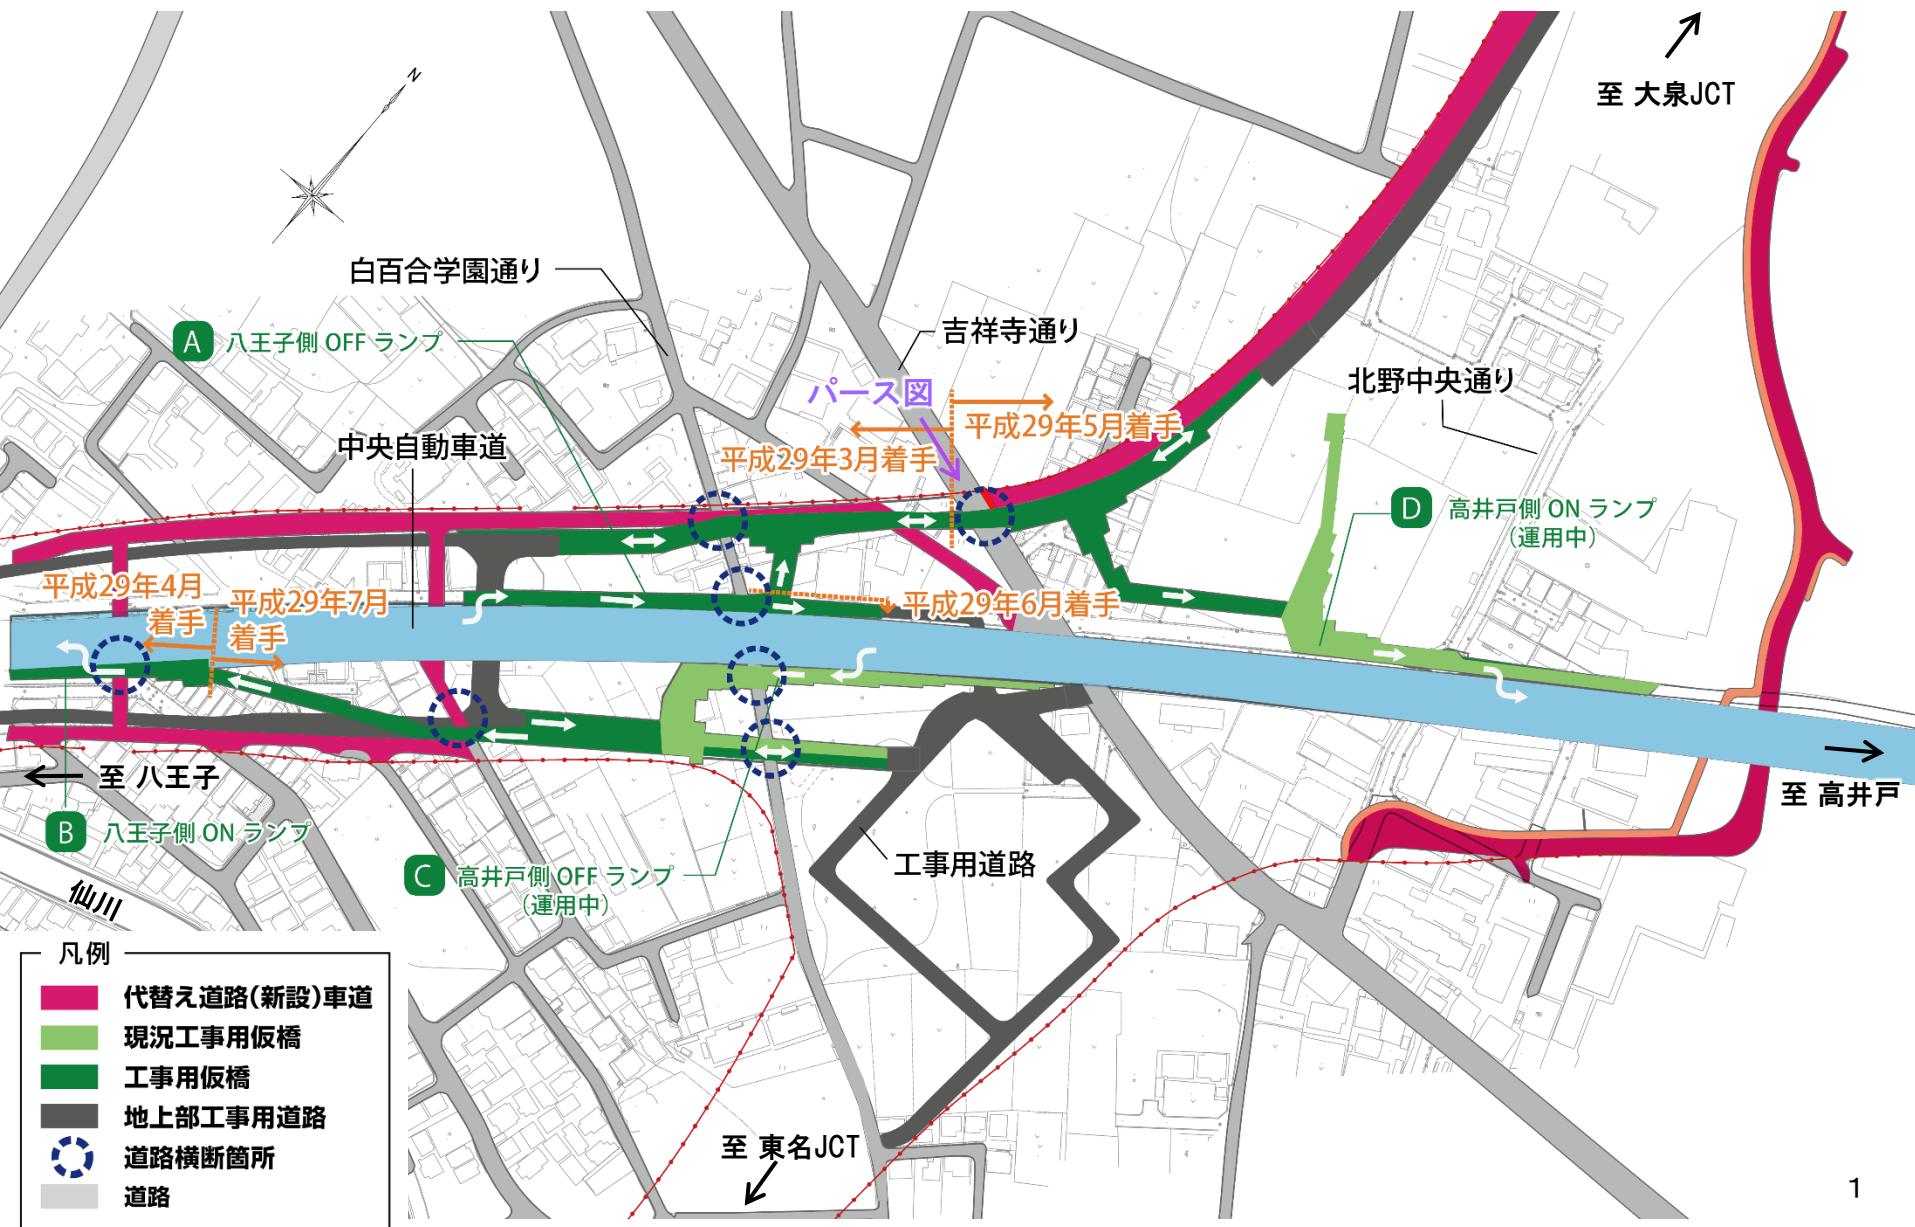 N
至 大泉JCT
白百合学園通り
吉祥寺通り
A 八王子側 OFF ランプ
パース図
北野中央通り
平成29年5月着手
中央自動車道
平成29年3月着手
D 高井戸側 ON ランプ
(運用中)
平成29年4月
着手
平成29年7月
着手
平成29年6月着手
至 八王子
至 高井戸
B 八王子側 ON ランプ
C 高井戸側 OFF ランプ
(運用中)
工事用道路
仙川
凡例
代替え道路(新設)車道
現況工事用仮橋
工事用仮橋
地上部工事用道路
道路横断箇所
道路
至 東名JCT
1